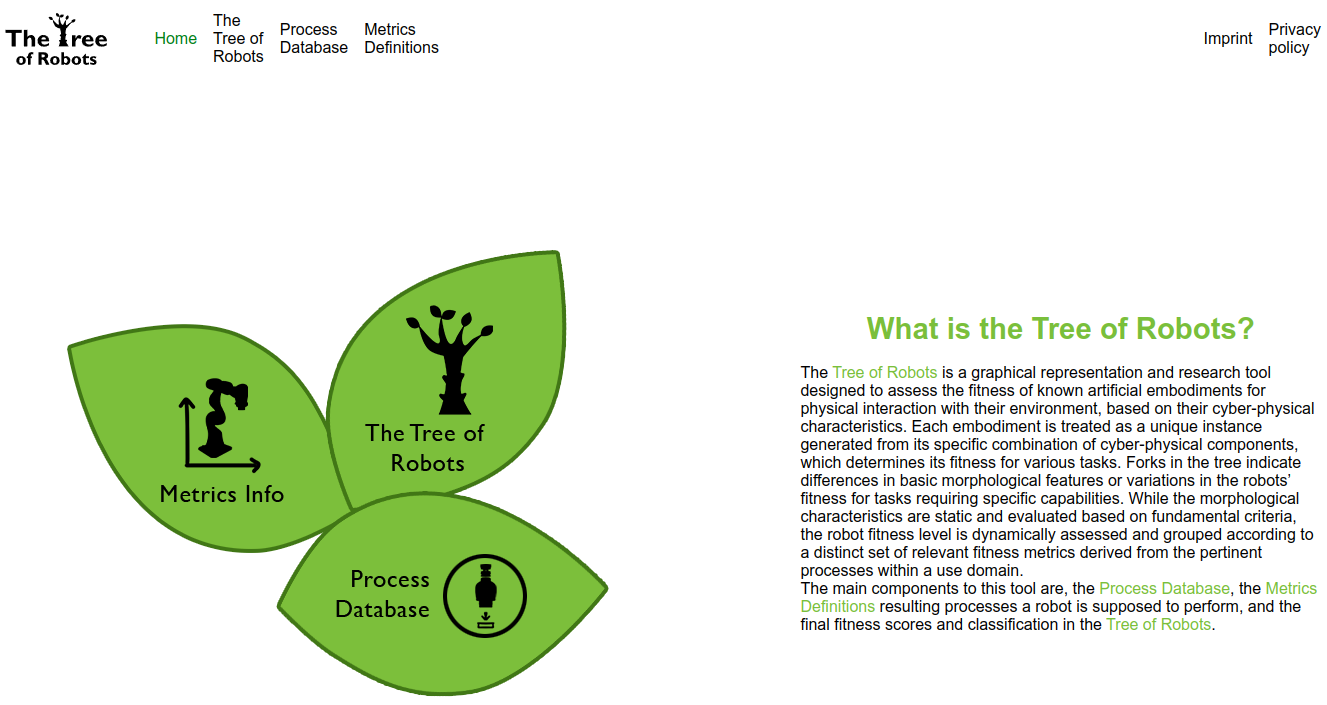 The Tree
of Robots
Home
The
Tree of
Robots
Process
Database
Metrics
Definitions
Imprint
Privacy
policy
The Tree of
Robots
Metrics Info
Process
Database
What is the Tree of Robots?
The Tree of Robots is a graphical representation and research tool
designed to assess the fitness of known artificial embodiments for
physical interaction with their environment, based on their cyber-physical
characteristics. Each embodiment is treated as a unique instance
generated from its specific combination of cyber-physical components,
which determines its fitness for various tasks. Forks in the tree indicate
differences in basic morphological features or variations in the robots’
fitness for tasks requiring specific capabilities. While the morphological
characteristics are static and evaluated based on fundamental criteria,
the robot fitness level is dynamically assessed and grouped according to
a distinct set of relevant fitness metrics derived from the pertinent
processes within a use domain.
The main components to this tool are, the Process Database, the Metrics
Definitions resulting processes a robot is supposed to perform, and the
final fitness scores and classification in the Tree of Robots.